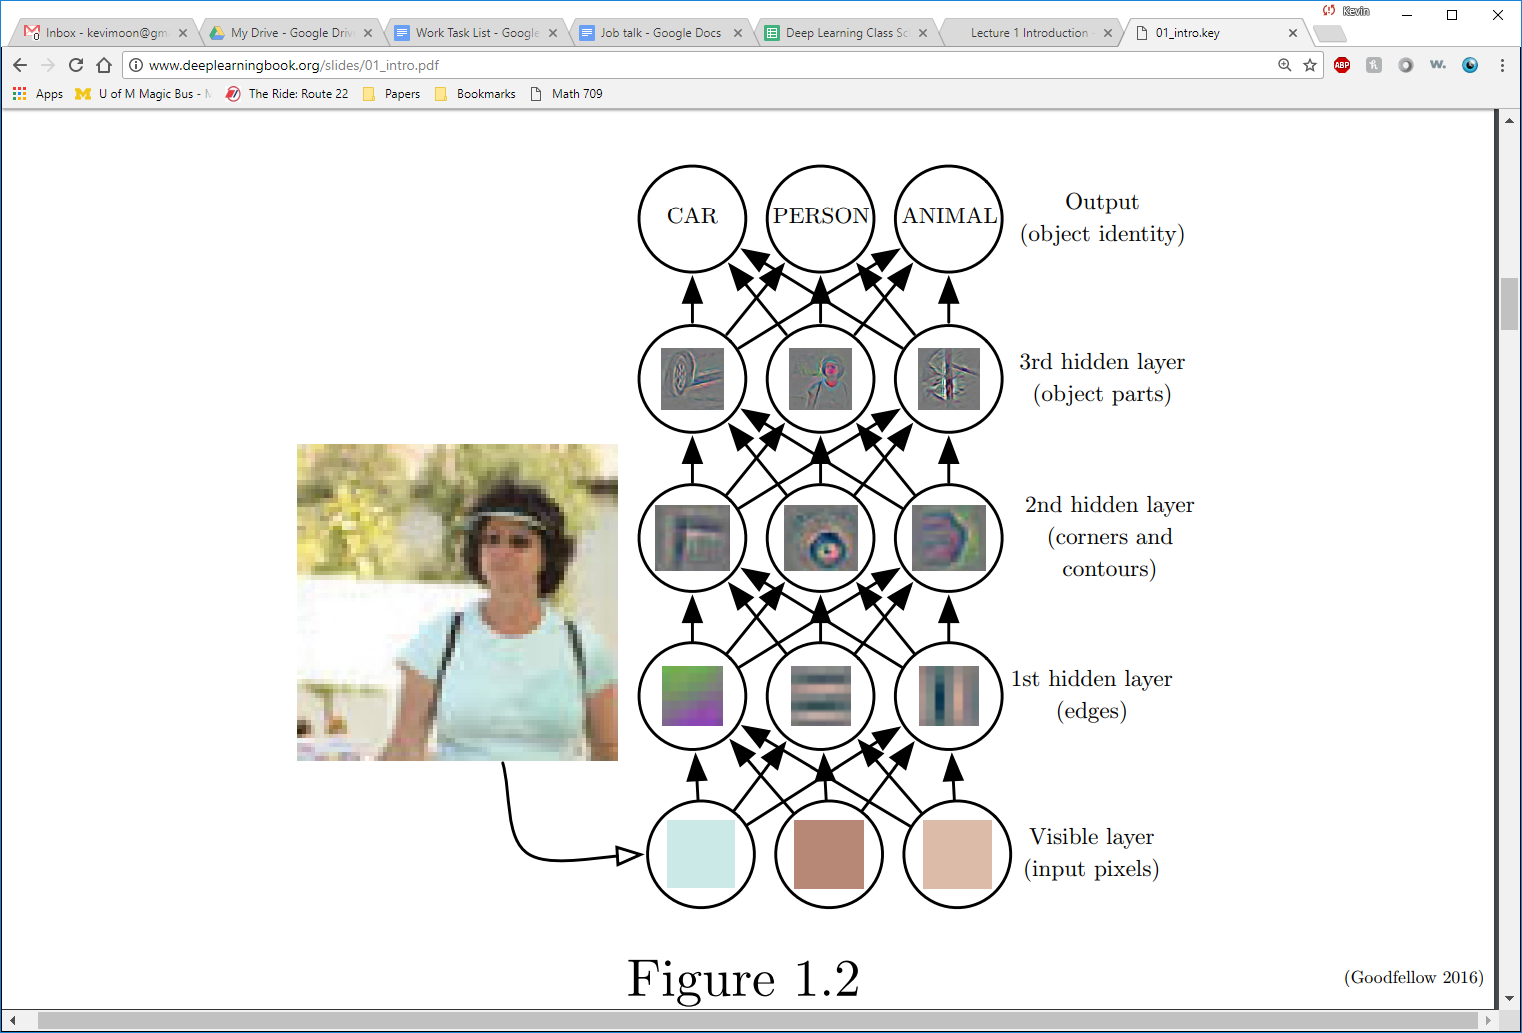 Kevin
Inbox - kevimoon@gm
My Drive - Google Driv
Work Task List - Google
Job talk - Google Docs
Deep Learning Class Sc
Lecture 1 Introduction
01_intro.key
www.deeplearningbook.org/slides/01_intro.pdf
ABP
w.
Apps
U of M Magic Bus -
The Ride: Route 22
Papers
Bookmarks
Math 709
CAR
PERSON
ANIMAL
Output
(object identity)
3rd hidden layer
(object parts)
2nd hidden layer
(corners and
contours)
1st hidden layer
(edges)
Visible layer
(input pixels)
Figure 1.2
(Goodfellow 2016)